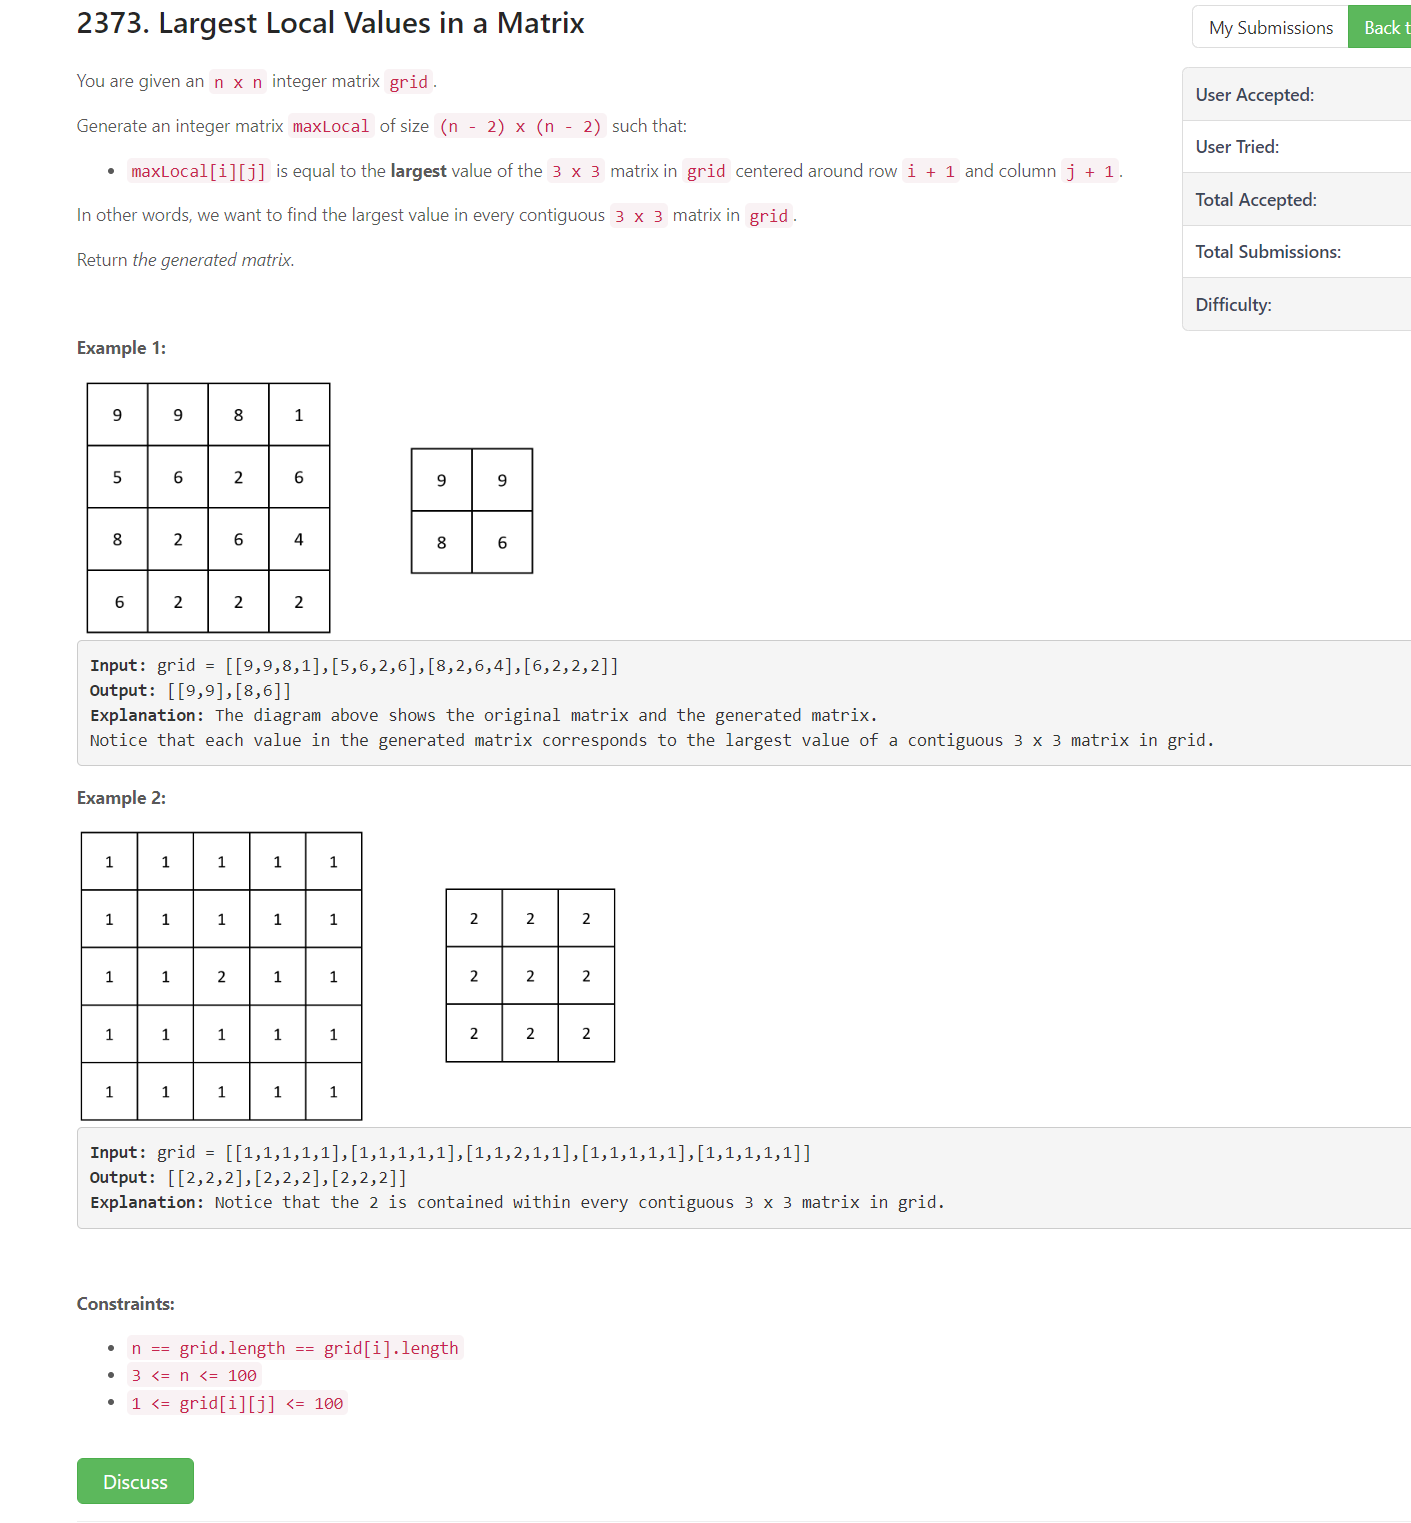 2373. Largest Local Values in a Matrix
My Submissions
Back t
You are given an n x n integer matrix grid.
Generate an integer matrix maxLocal of size (n - 2) x (n - 2) such that:
• maxLocal[i][j] is equal to the largest value of the 3 x 3 matrix in grid centered around row i + 1 and column j + 1.
In other words, we want to find the largest value in every contiguous 3 x 3 matrix in grid.
Return the generated matrix.
User Accepted:
User Tried:
Total Accepted:
Total Submissions:
Difficulty:
Example 1:
9 9 8 1
5 6 2 6
8 2 6 4
6 2 2 2
9 9
8 6
Input: grid = [[9,9,8,1],[5,6,2,6],[8,2,6,4],[6,2,2,2]]
Output: [[9,9],[8,6]]
Explanation: The diagram above shows the original matrix and the generated matrix.
Notice that each value in the generated matrix corresponds to the largest value of a contiguous 3 x 3 matrix in grid.
Example 2:
1 1 1 1 1
1 1 1 1 1
1 1 2 1 1
1 1 1 1 1
1 1 1 1 1
2 2 2
2 2 2
2 2 2
Input: grid = [[1,1,1,1,1],[1,1,1,1,1],[1,1,2,1,1],[1,1,1,1,1],[1,1,1,1,1]]
Output: [[2,2,2],[2,2,2],[2,2,2]]
Explanation: Notice that the 2 is contained within every contiguous 3 x 3 matrix in grid.
Constraints:
• n == grid.length == grid[i].length
• 3 <= n <= 100
• 1 <= grid[i][j] <= 100
Discuss